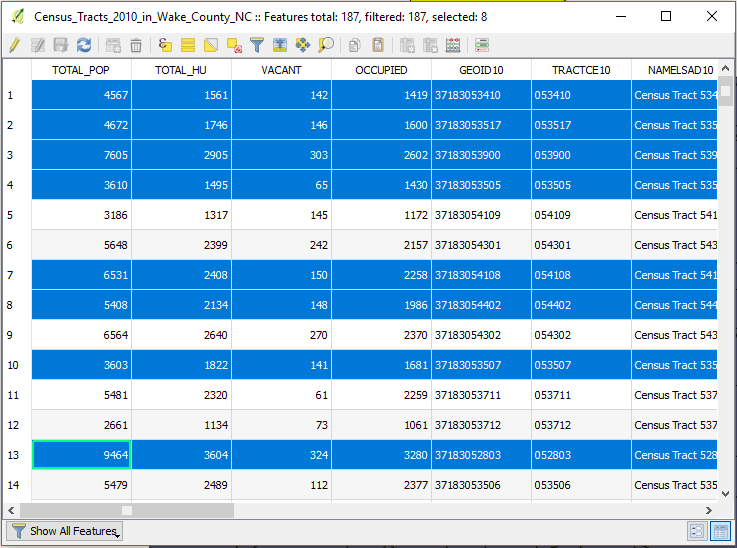 Census_Tracts_2010_in_Wake_County_NC :: Features total: 187, filtered: 187, selected: 8
TOTAL_POP TOTAL_HU VACANT OCCUPIED GEOID10 TRACTCE10 NAMELSAD10
1 4567 1561 142 1419 37183053410 053410 Census Tract 534
2 4672 1746 146 1600 37183053517 053517 Census Tract 535
3 7605 2905 303 2602 37183053900 053900 Census Tract 539
4 3610 1495 65 1430 37183053505 053505 Census Tract 535
5 3186 1317 145 1172 37183054109 054109 Census Tract 541
6 5648 2399 242 2157 37183054301 054301 Census Tract 543
7 6531 2408 150 2258 37183054108 054108 Census Tract 541
8 5408 2134 148 1986 37183054402 054402 Census Tract 544
9 6564 2640 270 2370 37183054302 054302 Census Tract 543
10 3603 1822 141 1681 37183053507 053507 Census Tract 535
11 5481 2320 61 2259 37183053711 053711 Census Tract 537
12 2661 1134 73 1061 37183053712 053712 Census Tract 537
13 9464 3604 324 3280 37183052803 052803 Census Tract 528
14 5479 2489 112 2377 37183053506 053506 Census Tract 535
Show All Features